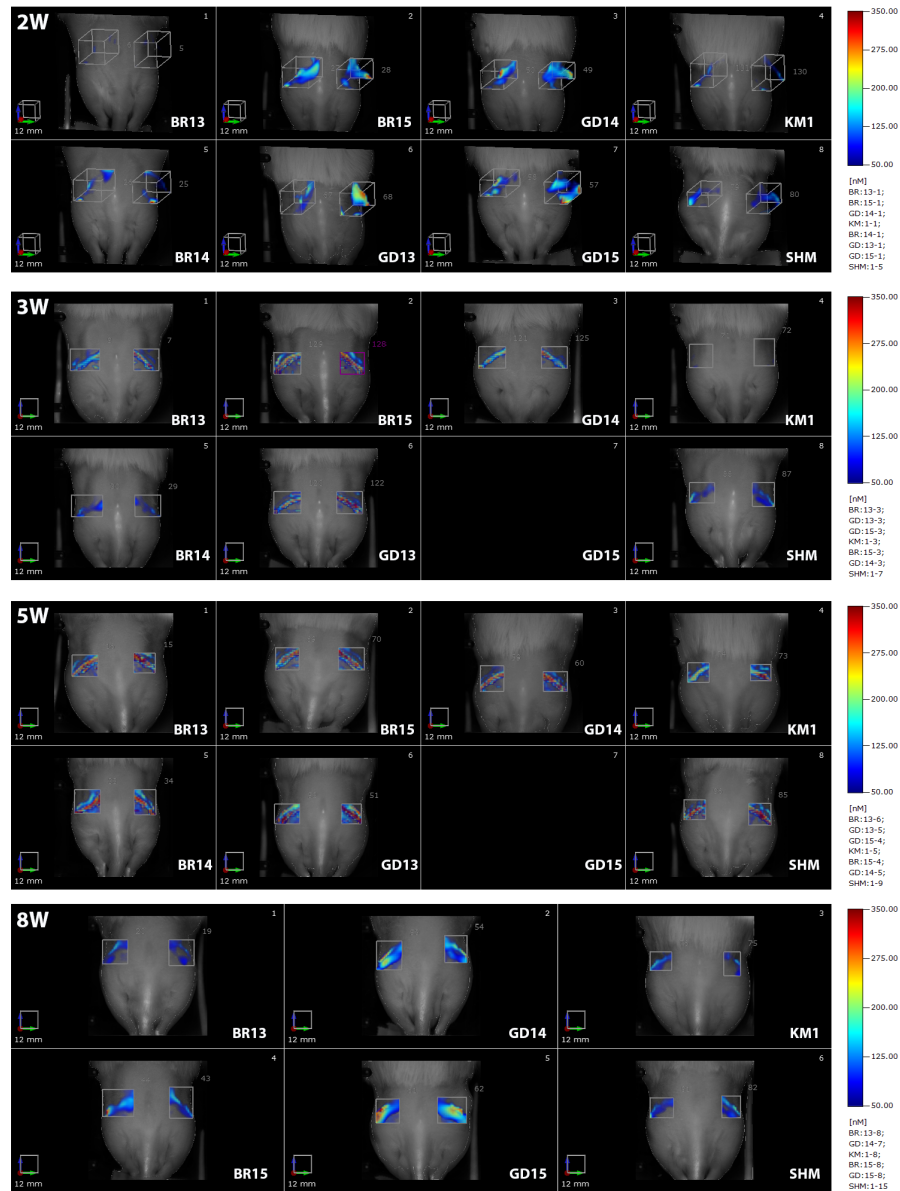 2W
1
5
BR13
12 mm
2
28
BR15
12 mm
3
49
GD14
12 mm
4
130
KM1
12 mm
5
25
BR14
12 mm
6
68
GD13
12 mm
7
57
GD15
12 mm
8
80
SHM
12 mm
350.00
275.00
200.00
125.00
50.00
[nM]
BR:13-1;
BR:15-1;
GD:14-1;
KM:1-1;
BR:14-1;
GD:13-1;
GD:15-1;
SHM:1-5
3W
1
7
BR13
12 mm
2
128
BR15
12 mm
3
121
125
GD14
12 mm
4
72
KM1
12 mm
5
29
BR14
12 mm
6
122
GD13
12 mm
7
GD15
12 mm
8
87
SHM
12 mm
350.00
275.00
200.00
125.00
50.00
[nM]
BR:13-3;
GD:13-3;
GD:15-3;
KM:1-3;
BR:15-3;
GD:14-3;
SHM:1-7
5W
1
15
BR13
12 mm
2
70
BR15
12 mm
3
60
GD14
12 mm
4
73
KM1
12 mm
5
34
BR14
12 mm
6
51
GD13
12 mm
7
GD15
12 mm
8
85
SHM
12 mm
350.00
275.00
200.00
125.00
50.00
[nM]
BR:13-6;
GD:13-5;
GD:15-4;
KM:1-5;
BR:15-4;
GD:14-5;
SHM:1-9
8W
1
19
BR13
12 mm
2
54
GD14
12 mm
3
75
KM1
12 mm
4
43
BR15
12 mm
5
62
GD15
12 mm
6
82
SHM
12 mm
350.00
275.00
200.00
125.00
50.00
[nM]
BR:13-8;
GD:14-7;
KM:1-8;
BR:15-8;
GD:15-8;
SHM:1-15